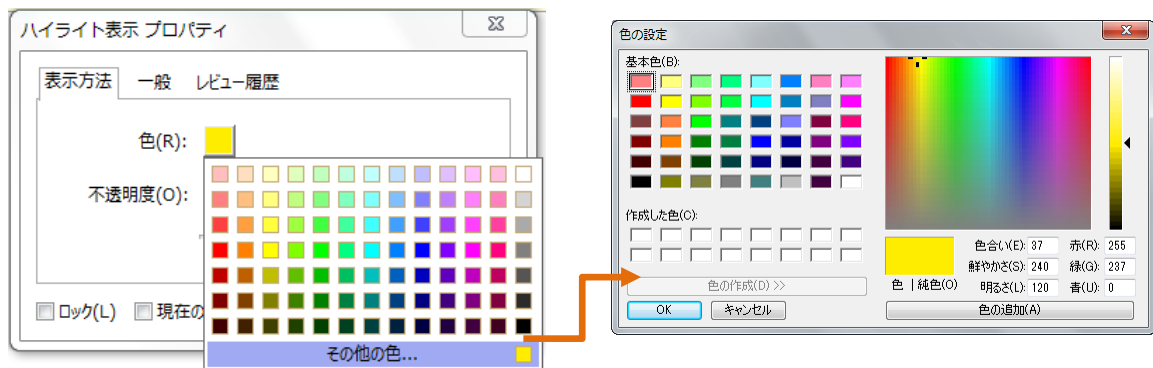 ハイライト表示 プロパティ
表示方法 一般 レビュー履歴
色(R):
不透明度(O):
ロック(L) 現在の
その他の色...
色の設定
基本色(B):
作成した色(C):
色の作成(D) >>
OK キャンセル
色 | 純色(O)
色合い(E): 37 赤(R): 255
鮮やかさ(S): 240 緑(G): 237
明るさ(L): 120 青(U): 0
色の追加(A)